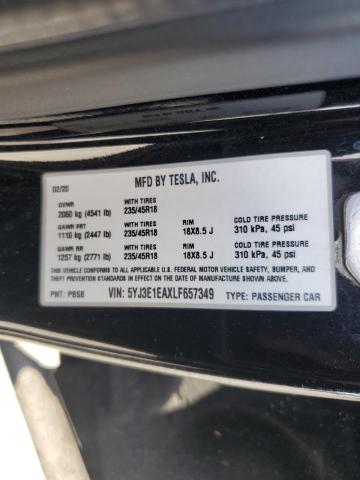 02/20 MFD BY TESLA, INC.
GVWR WITH TIRES
2060 kg (4541 lb) 235/45R18
GAWR FRT WITH TIRES RIM COLD TIRE PRESSURE
1110 kg (2447 lb) 235/45R18 18X8.5 J 310 kPa, 45 psi
GAWR RR WITH TIRES RIM COLD TIRE PRESSURE
1257 kg (2771 lb) 235/45R18 18X8.5 J 310 kPa, 45 psi
THIS VEHICLE CONFORMS TO ALL APPLICABLE U.S. FEDERAL MOTOR VEHICLE SAFETY, BUMPER, AND
THEFT PREVENTION STANDARDS IN EFFECT ON THE DATE OF MANUFACTURE SHOWN ABOVE.
PNT: PBSB VIN: 5YJ3E1EAXLF657349 TYPE: PASSENGER CAR